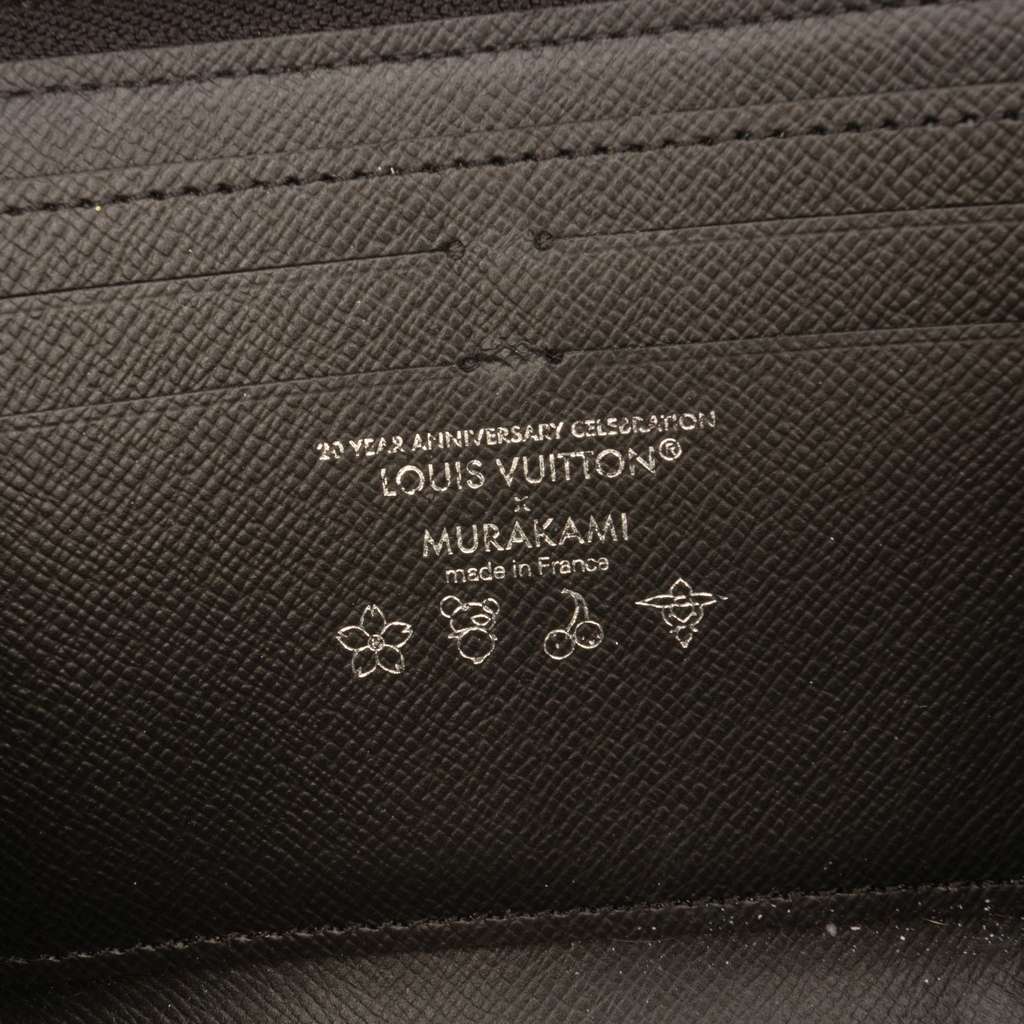 20 YEAR ANNIVERSARY CELEBRATION
LOUIS VUITTON®
×
MURAKAMI
made in France